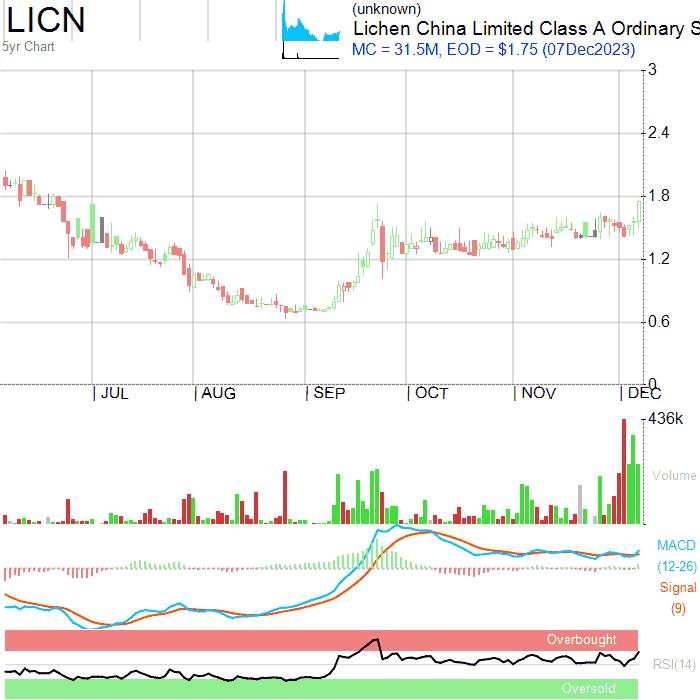 LICN
5yr Chart
(unknown)
Lichen China Limited Class A Ordinary S
MC = 31.5M, EOD = $1.75 (07Dec2023)
3
2.4
1.8
1.2
0.6
0
JUL AUG SEP OCT NOV DEC
436k
Volume
MACD
(12-26)
Signal
(9)
Overbought
RSI(14)
Oversold